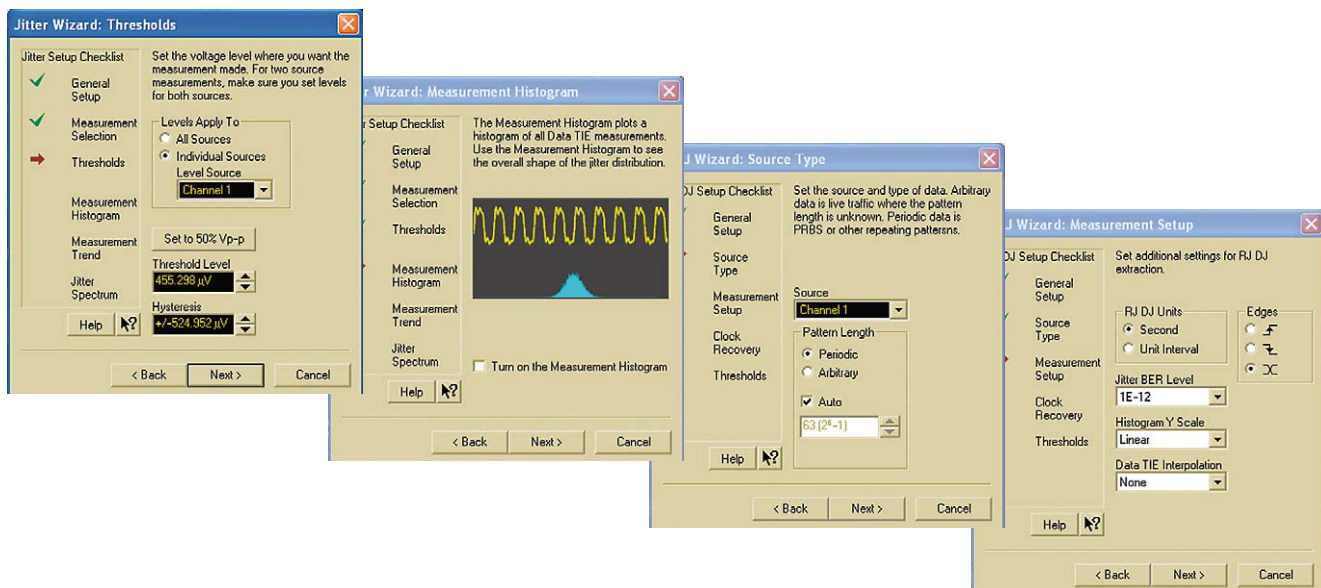 Jitter Wizard: Thresholds
Jitter Setup Checklist
General
Setup
Measurement
Selection
Thresholds
Measurement
Histogram
Measurement
Trend
Jitter
Spectrum
Help
Set the voltage level where you want the
measurement made. For two source
measurements, make sure you set levels
for both sources.
Levels Apply To
All Sources
Individual Sources
Level Source
Channel 1
Set to 50% Vp-p
Threshold Level
455.298 µV
Hysteresis
+/-524.952 µV
< Back
Next >
Cancel
r Wizard: Measurement Histogram
r Setup Checklist
General
Setup
Measurement
Selection
Thresholds
Measurement
Histogram
Measurement
Trend
Jitter
Spectrum
Help
The Measurement Histogram plots a
histogram of all Data TIE measurements.
Use the Measurement Histogram to see
the overall shape of the jitter distribution.
Turn on the Measurement Histogram
< Back
Next >
Cancel
J Wizard: Source Type
DJ Setup Checklist
General
Setup
Source
Type
Measurement
Setup
Clock
Recovery
Thresholds
Help
Set the source and type of data. Arbitrary
data is live traffic where the pattern
length is unknown. Periodic data is
PRBS or other repeating pattersns.
Source
Channel 1
Pattern Length
Periodic
Arbitrary
Auto
63 (2⁶-1)
< Back
Next >
Cancel
J Wizard: Measurement Setup
DJ Setup Checklist
General
Setup
Source
Type
Measurement
Setup
Clock
Recovery
Thresholds
Help
Set additional settings for RJ DJ
extraction.
RJ DJ Units
Second
Unit Interval
Edges
Jitter BER Level
1E-12
Histogram Y Scale
Linear
Data TIE Interpolation
None
< Back
Next >
Cancel